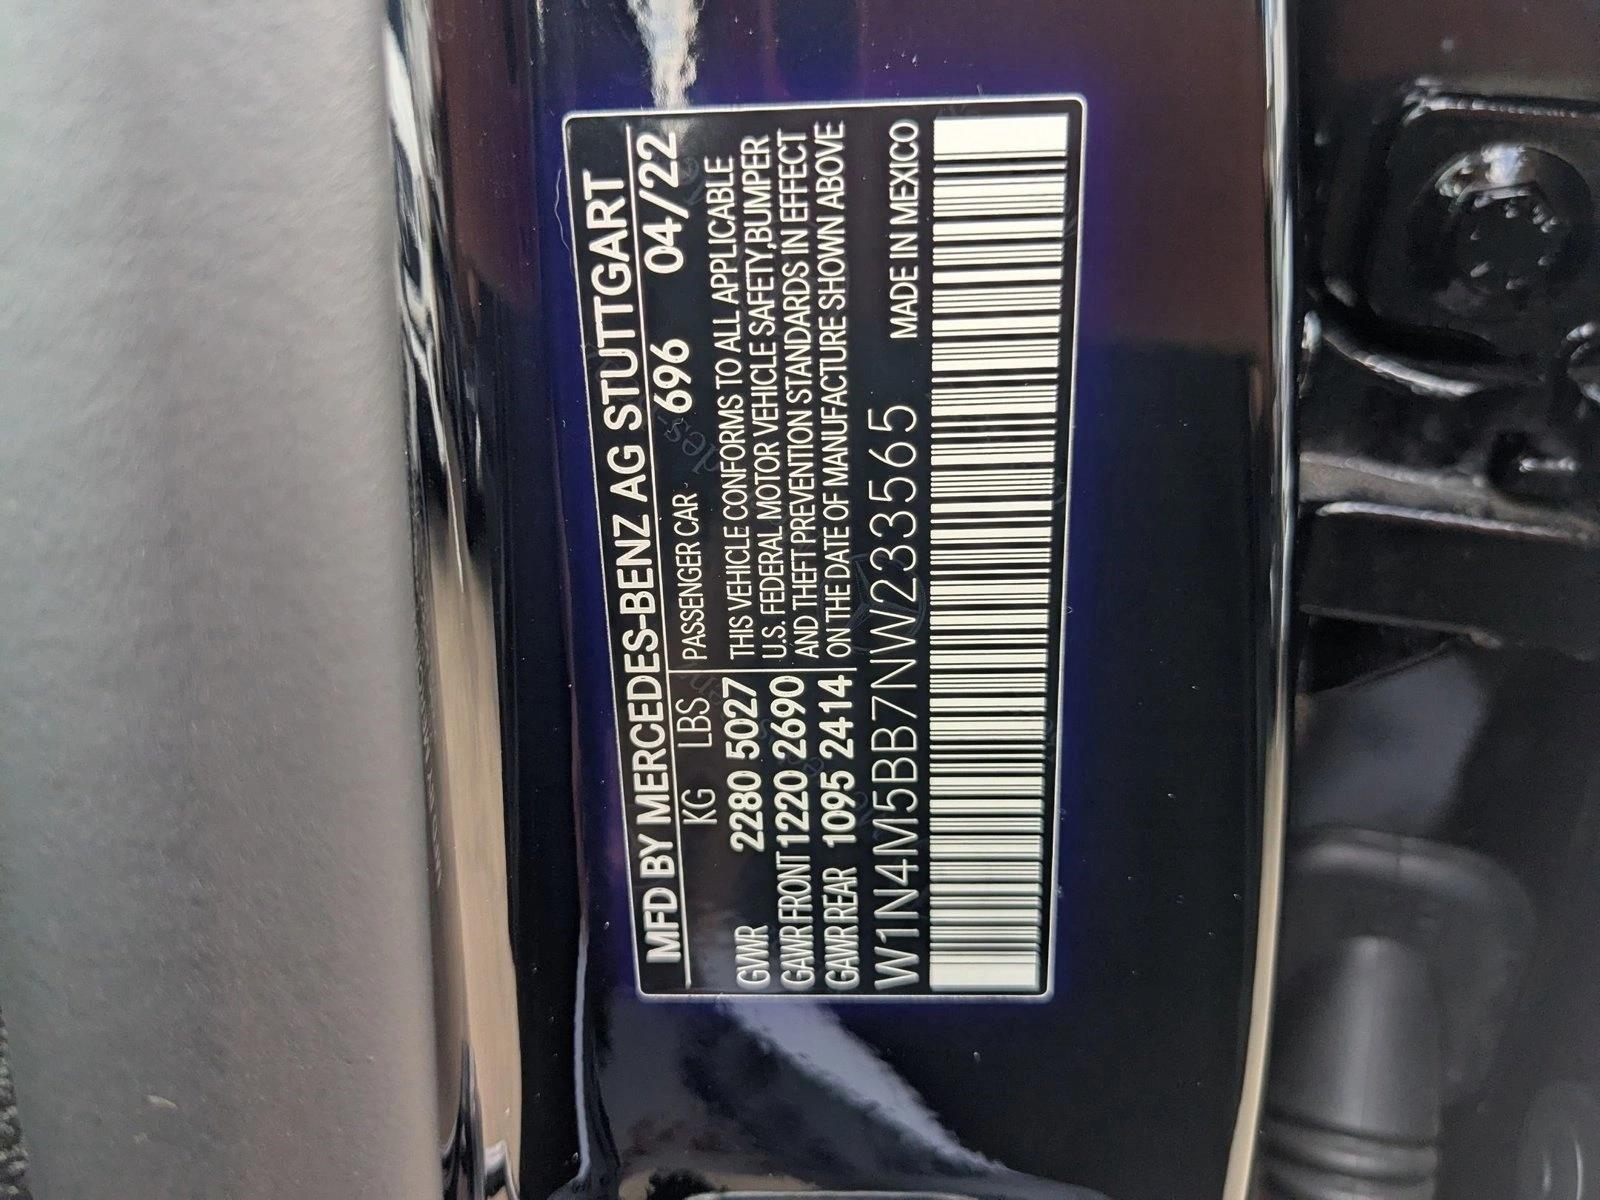 MFD BY MERCEDES-BENZ AG STUTTGART
KG LBS PASSENGER CAR 696 04/22
GVWR 2280 5027
GAWR FRONT 1220 2690
GAWR REAR 1095 2414
THIS VEHICLE CONFORMS TO ALL APPLICABLE
U.S. FEDERAL MOTOR VEHICLE SAFETY,BUMPER
AND THEFT PREVENTION STANDARDS IN EFFECT
ON THE DATE OF MANUFACTURE SHOWN ABOVE
W1N4M5BB7NW233565 MADE IN MEXICO